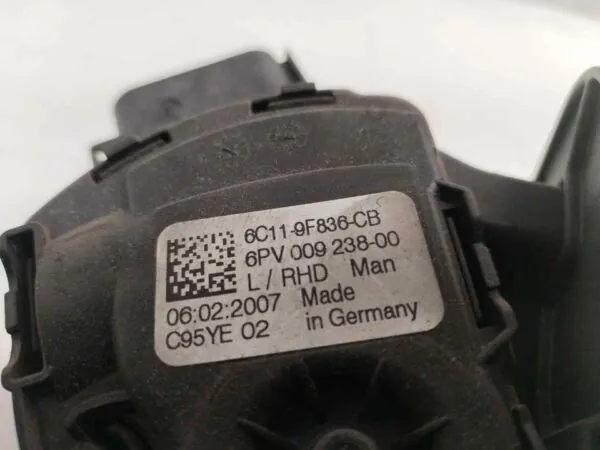 6C11-9F836-CB
6PV 009 238-00
L / RHD Man
06:02:2007 Made
C95YE 02 in Germany